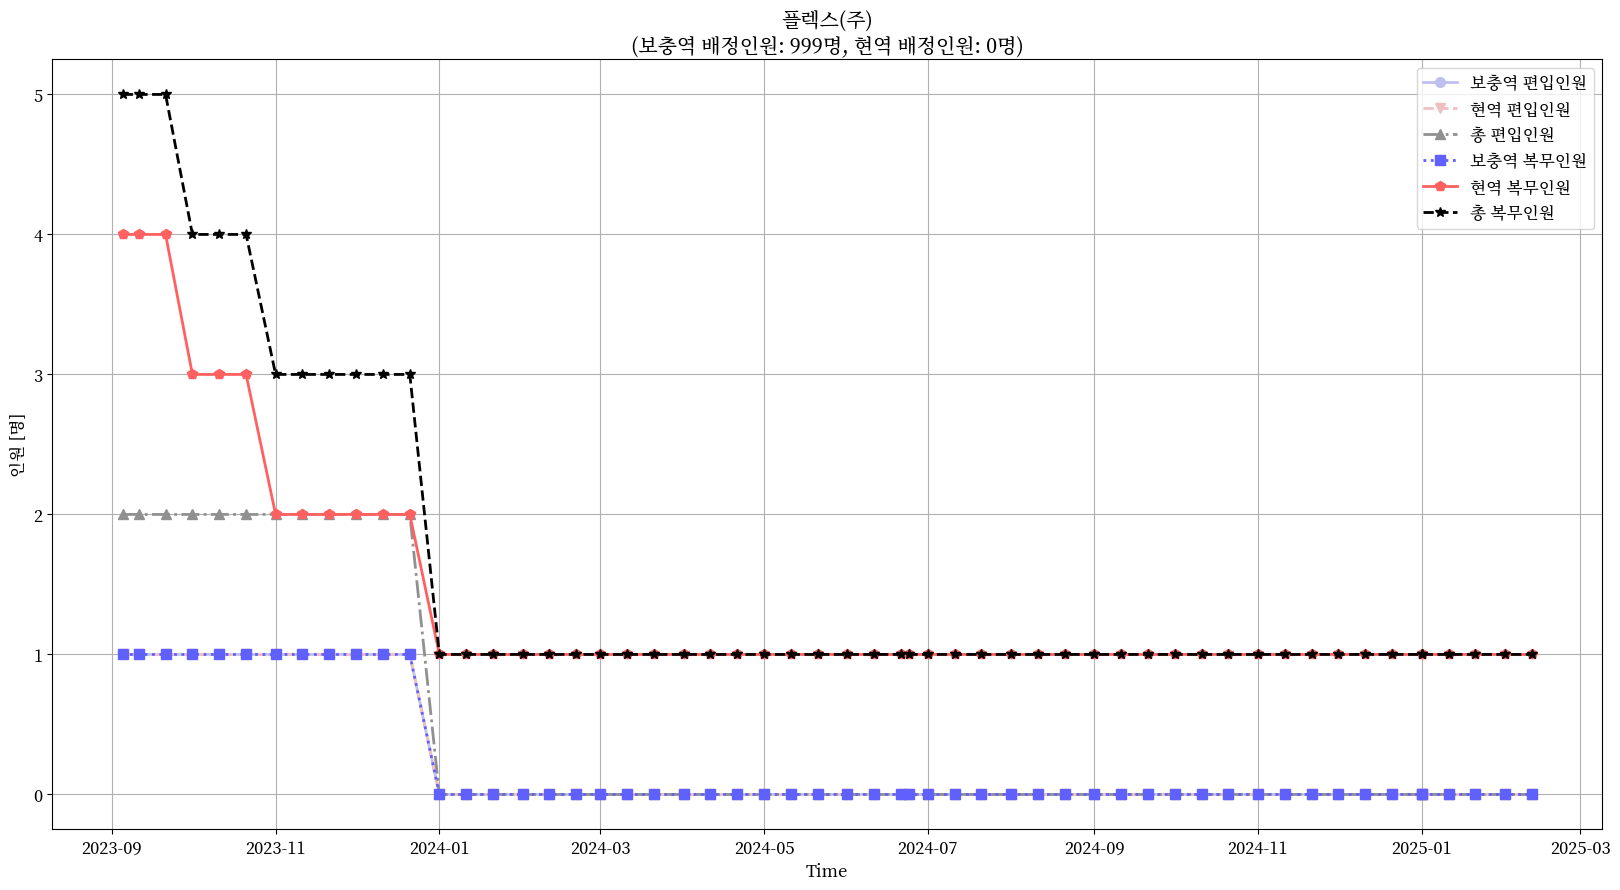 플렉스(주)
(보충역 배정인원: 999명, 현역 배정인원: 0명)
보충역 편입인원
현역 편입인원
총 편입인원
보충역 복무인원
현역 복무인원
총 복무인원
인원 [명]
5
4
3
2
1
0
2023-09 2023-11 2024-01 2024-03 2024-05 2024-07 2024-09 2024-11 2025-01 2025-03
Time